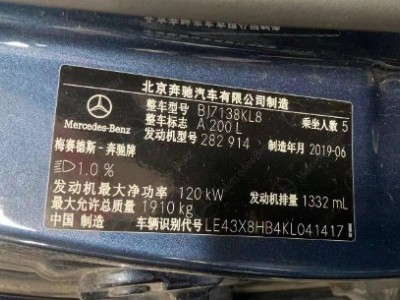 北京奔驰汽车有限公司制造
整车型号 BJ7138KL8 乘坐人数 5
整车标志 A 200 L
发动机型号 282 914 制造年月 2019-06
Mercedes-Benz
梅赛德斯-奔驰牌
1.0 %
发动机最大净功率 120 kW 发动机排量 1332 mL
最大允许总质量 1910 kg
中国 制造 车辆识别代号 LE43X8HB4KL041417